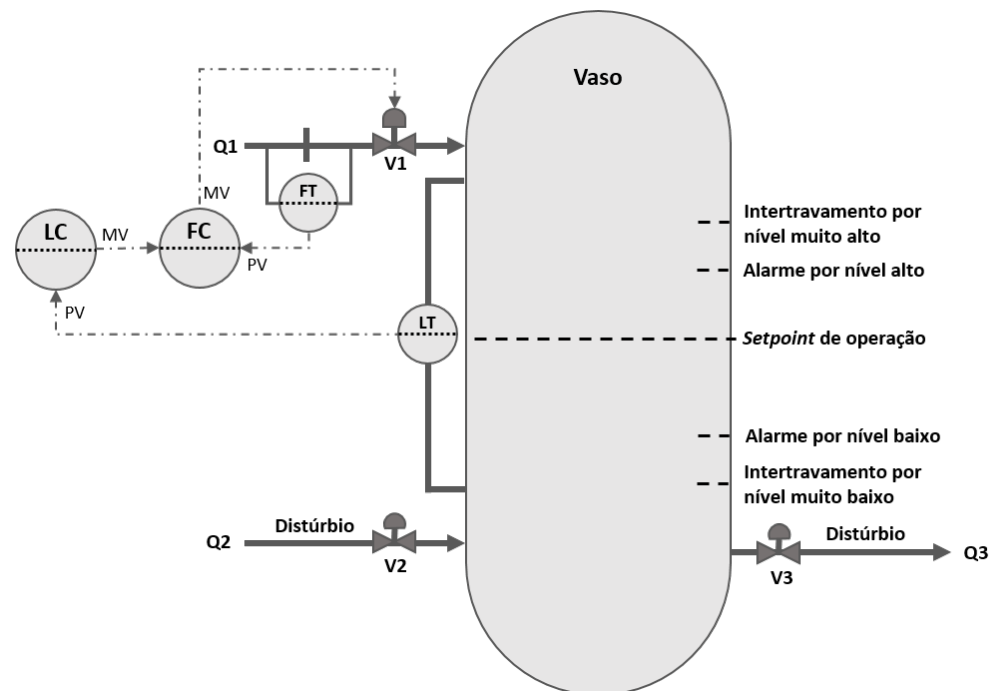 Vaso
Q1
V1
FT
MV
LC
MV
FC
PV
PV
LT
Intertravamento por
nível muito alto
Alarme por nível alto
Setpoint de operação
Alarme por nível baixo
Intertravamento por
nível muito baixo
Q2
Distúrbio
V2
Distúrbio
Q3
V3